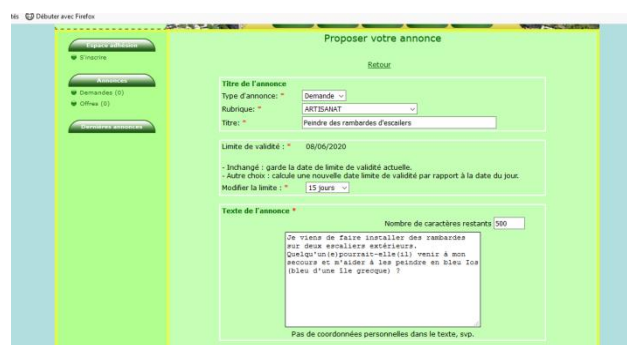 Débuter avec Firefox
Espace adhésion
S'inscrire
Annonces
Demandes (0)
Offres (0)
Dernières annonces
Proposer votre annonce
Retour
Titre de l'annonce
Type d'annonce: * Demande
Rubrique: * ARTISANAT
Titre: * Peindre des rambardes d'escailers
Limite de validité : * 08/06/2020
- Inchangé : garde la date de limite de validité actuelle.
- Autre choix : calcule une nouvelle date limite de validité par rapport à la date du jour.
Modifier la limite : * 15 jours
Texte de l'annonce *
Nombre de caractères restants 500
Je viens de faire installer des rambardes
sur deux escaliers extérieurs.
Quelqu'un(e)pourrait-elle(il) venir à mon
secours et m'aider à les peindre en bleu Ios
(bleu d'une île grecque) ?
Pas de coordonnées personnelles dans le texte, svp.